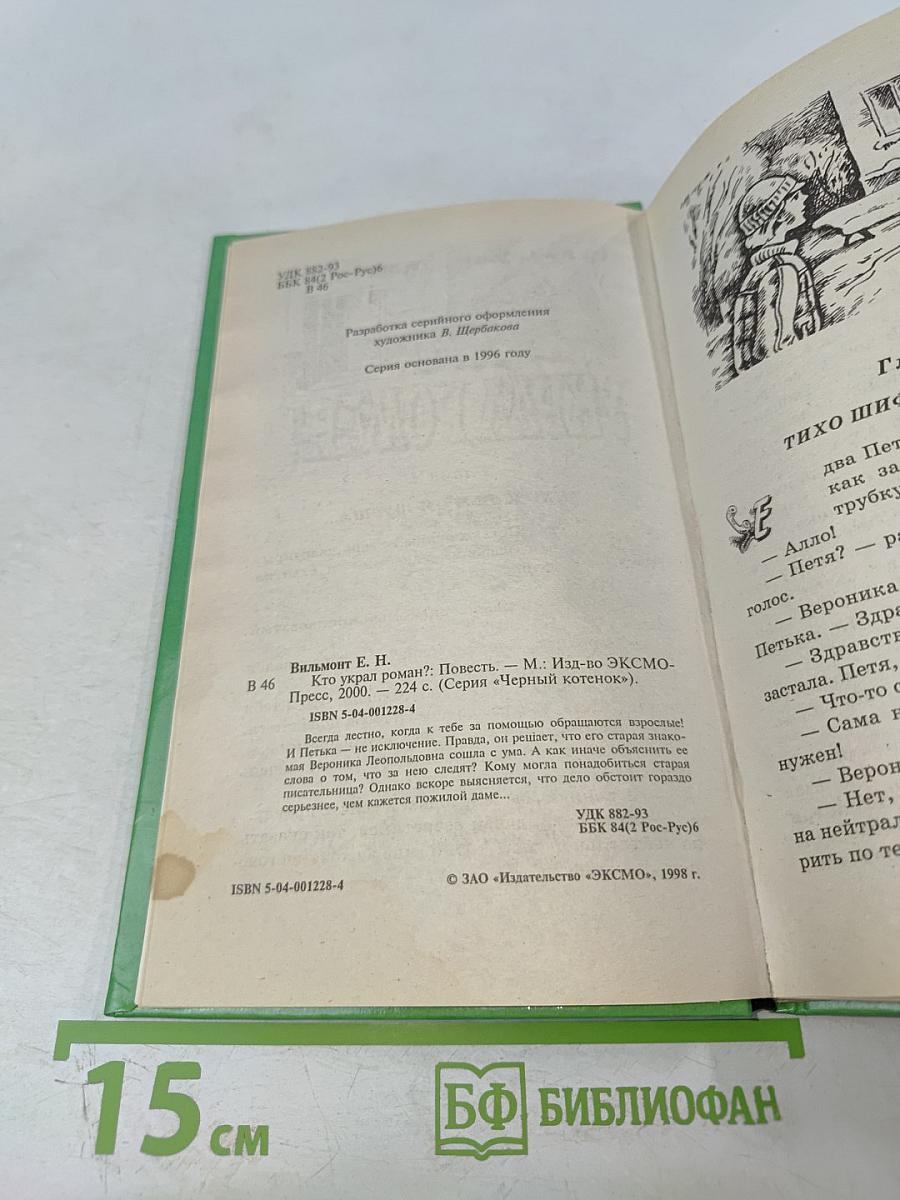 УДК 882-93
ББК 84(2 Рос-Рус)6
В 46
Разработка серийного оформления
художника В. Щербакова
Серия основана в 1996 году
Вильмонт Е. Н.
В 46 Кто украл роман?: Повесть. — М.: Изд-во ЭКСМО-
Пресс, 2000. — 224 с. (Серия «Черный котенок»).
ISBN 5-04-001228-4
Всегда лестно, когда к тебе за помощью обращаются взрослые!
И Петька — не исключение. Правда, он решает, что его старая знако-
мая Вероника Леопольдовна сошла с ума. А как иначе объяснить ее
слова о том, что за нею следят? Кому могла понадобиться старая
писательница? Однако вскоре выясняется, что дело обстоит гораздо
серьезнее, чем кажется пожилой даме...
УДК 882-93
ББК 84(2 Рос-Рус)6
ISBN 5-04-001228-4
© ЗАО «Издательство «ЭКСМО», 1998 г.
ТИХО
Е
два
как за
трубку
— Алло!
— Петя? —
голос.
— Вероника
Петька. —
—
застала. Петя,
— Что-то
— Сама
нужен!
—
— Нет,
на
рить по
15 см
БФ БИБЛИОФАН